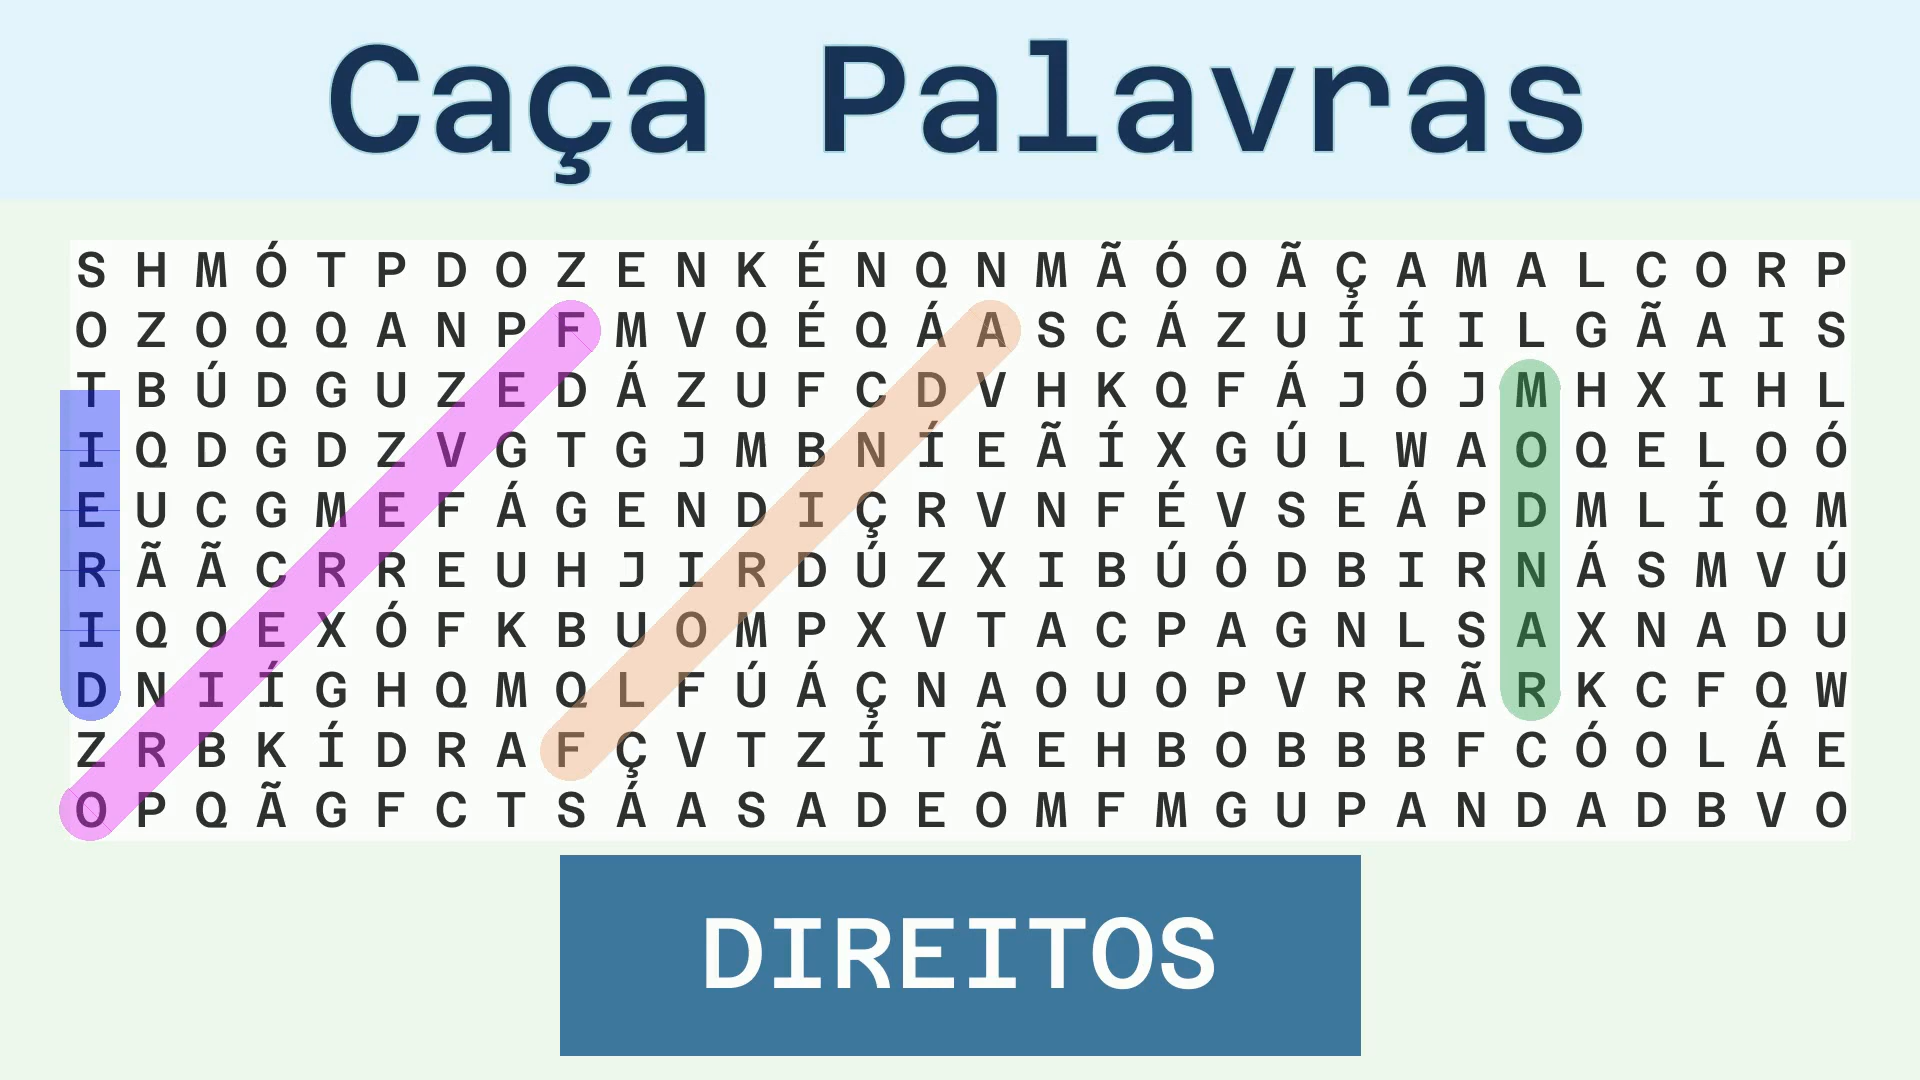 Caça Palavras
S H M Ó T P D O Z E N K É N Q N M Ã Ó O Ã Ç A M A L C O R P
O Z O Q Q A N P F M V Q É Q Á A S C Á Z U Í Í I L G Ã A I S
T B Ú D G U Z E D Á Z U F C D V H K Q F Á J Ó J M H X I H L
I Q D G D Z V G T G J M B N Í E Ã Í X G Ú L W A O Q E L O Ó
E U C G M E F Á G E N D I Ç R V N F É V S E Á P D M L Í Q M
R Ã Ã C R R E U H J I R D Ú Z X I B Ú Ó D B I R N Á S M V Ú
I Q O E X Ó F K B U O M P X V T A C P A G N L S A X N A D U
D N I Í G H Q M Q L F Ú Á Ç N A O U O P V R R Ã R K C F Q W
Z R B K Í D R A F Ç V T Z Í T Ã E H B O B B B F C Ó O L Á E
O P Q Ã G F C T S Á A S A D E O M F M G U P A N D A D B V O
DIREITOS